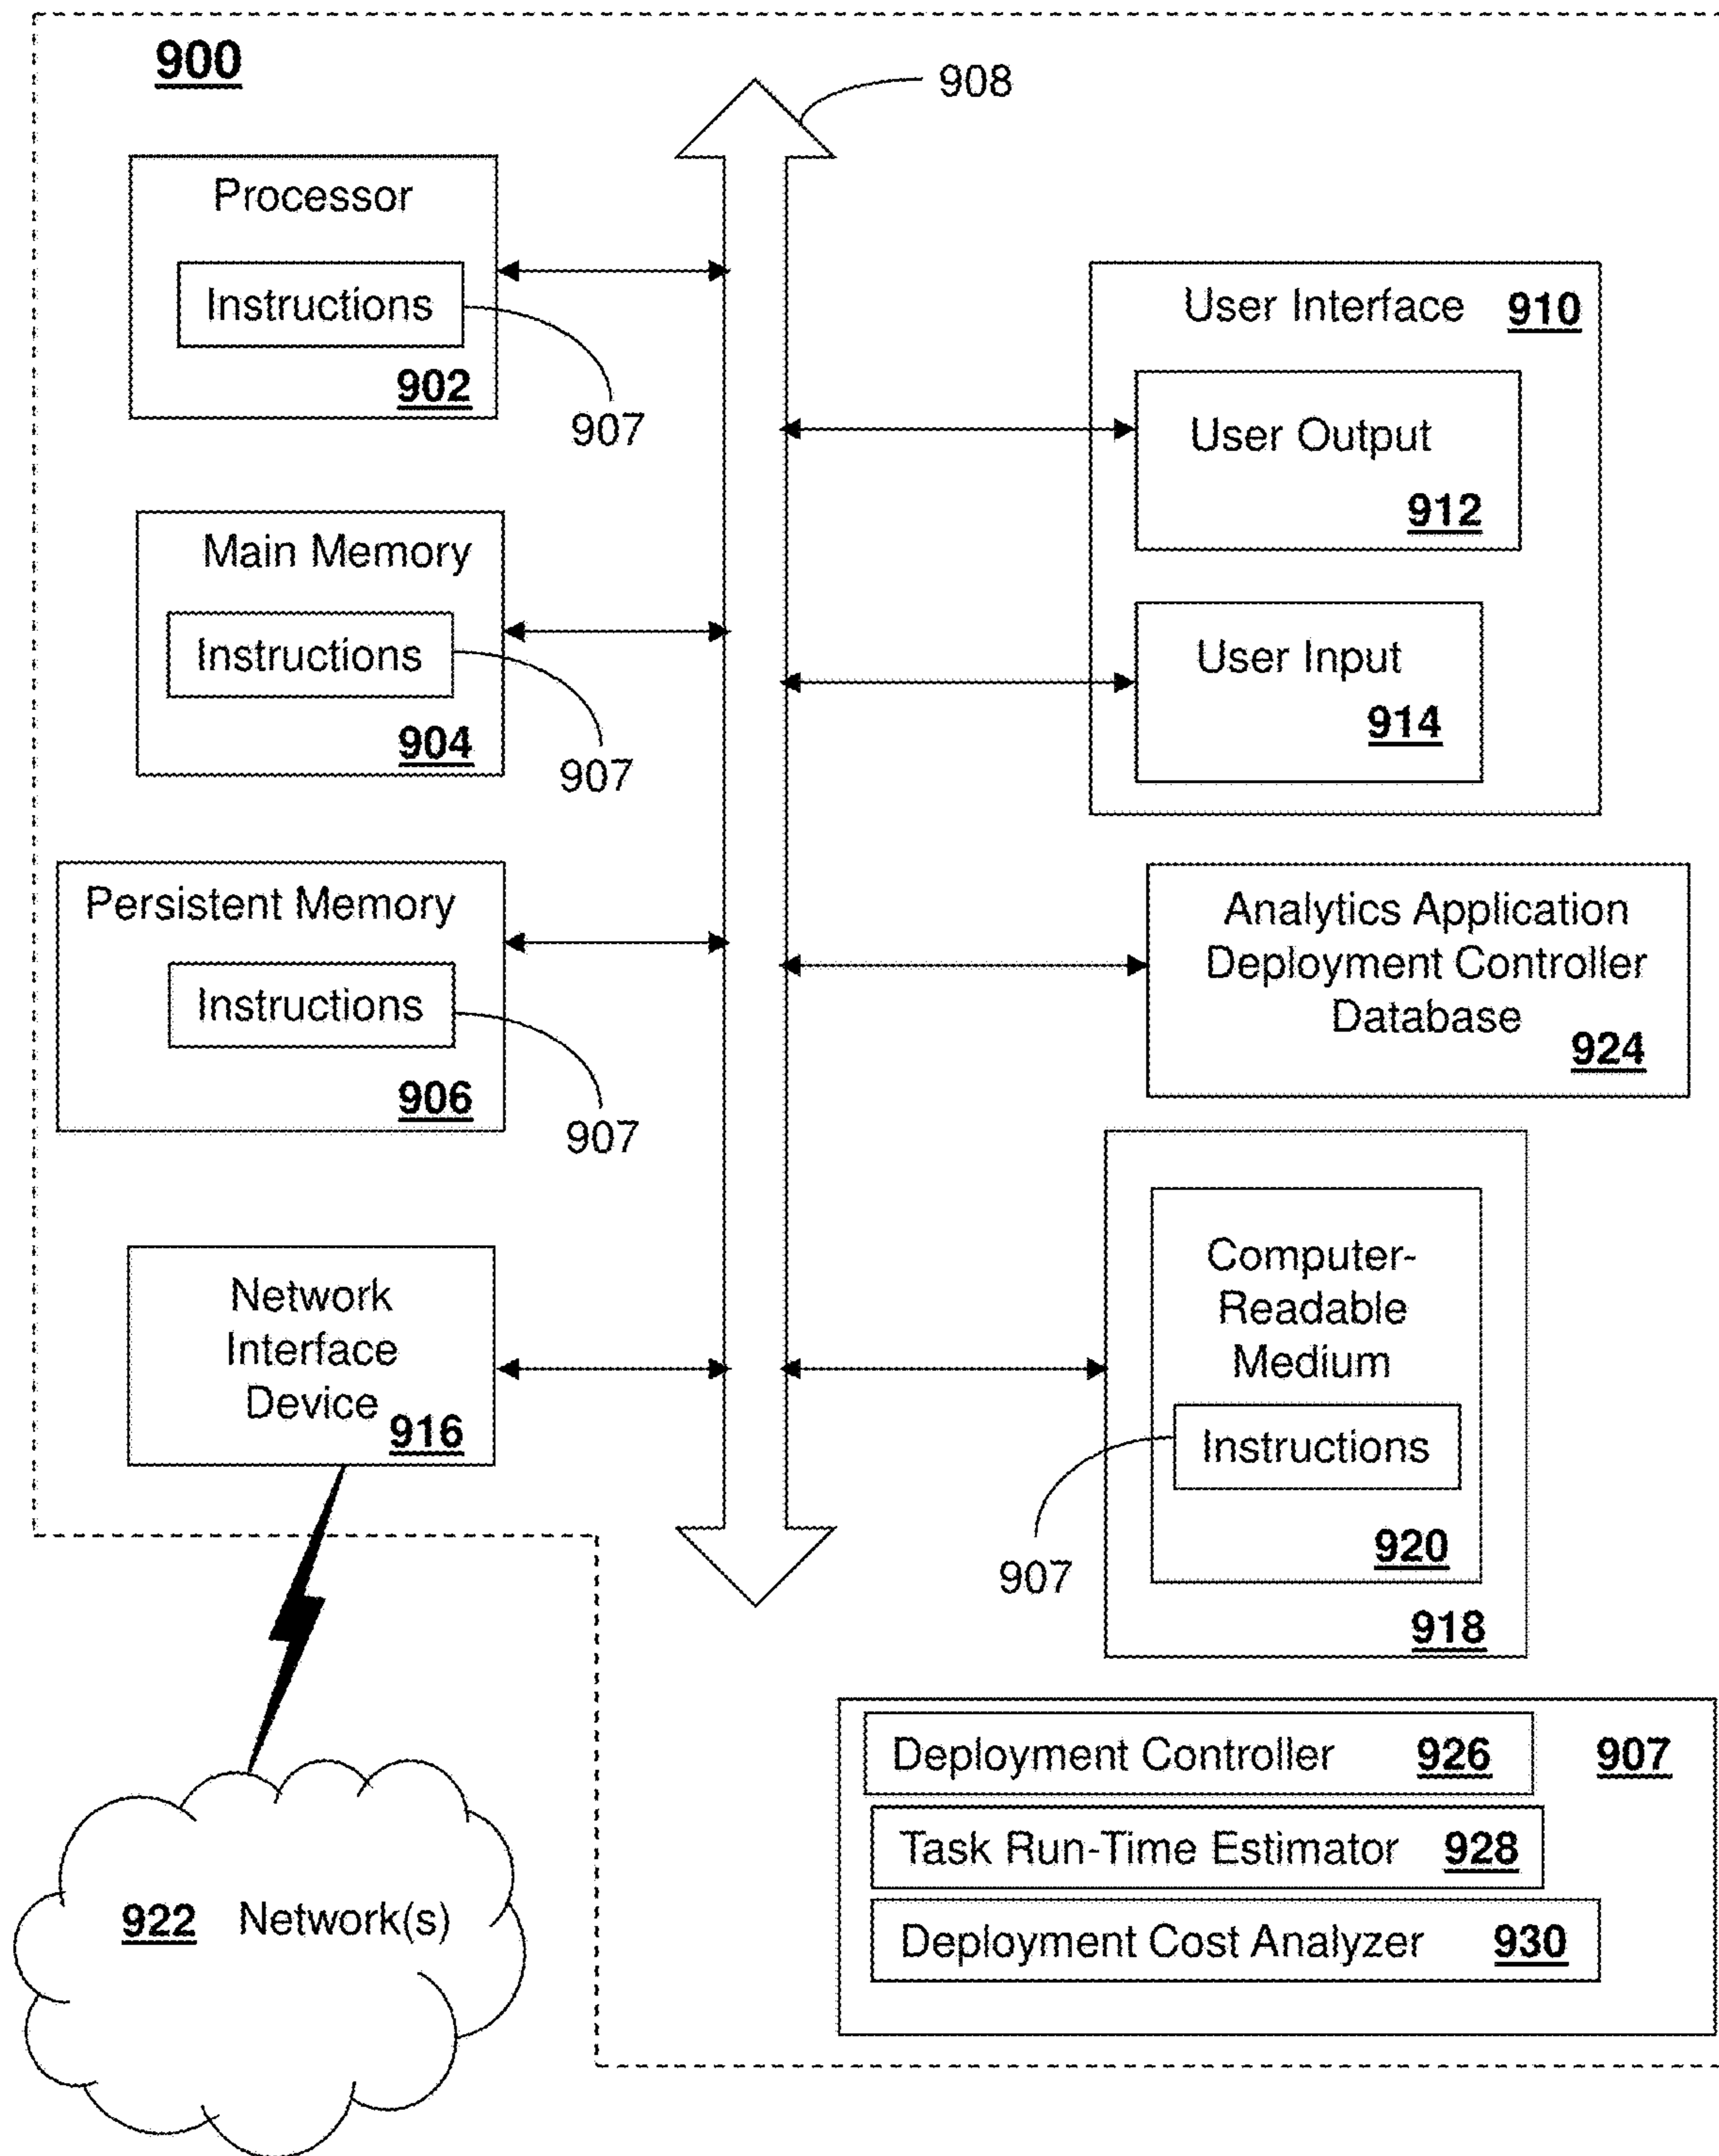 900
908
Processor
Instructions
902
907
Main Memory
Instructions
904
907
Persistent Memory
Instructions
906
907
Network
Interface
Device
916
922 Network(s)
User Interface 910
User Output
912
User Input
914
Analytics Application
Deployment Controller
Database
924
Computer-
Readable
Medium
Instructions
920
907
918
Deployment Controller 926
907
Task Run-Time Estimator 928
Deployment Cost Analyzer 930